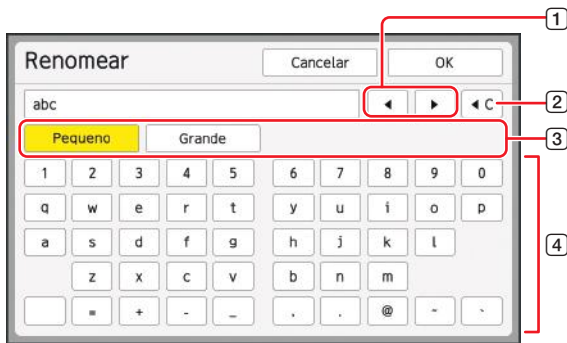 1
Renomear Cancelar OK
abc ◀ ▶ ◀ C 2
Pequeno Grande 3
1 2 3 4 5 6 7 8 9 0
q w e r t y u i o p
a s d f g h j k l 4
z x c v b n m
= + - _ , . @ ~ `